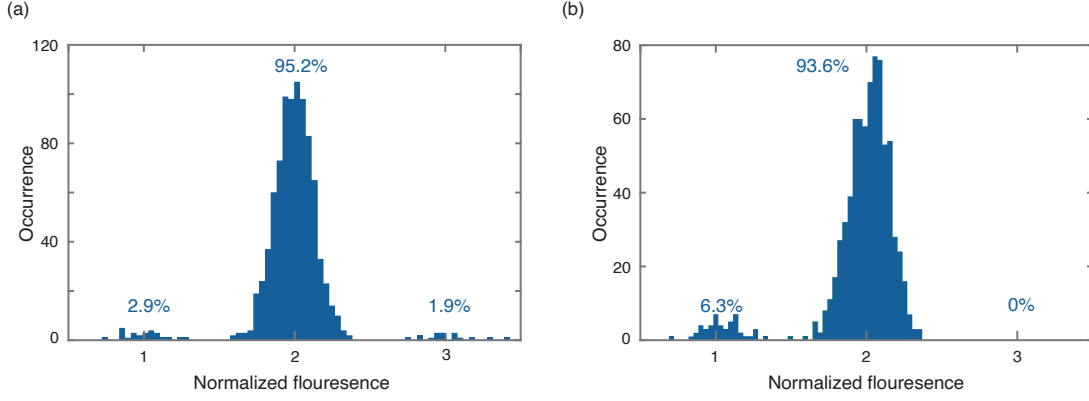 (a)
120
80
40
0
Occurrence
95.2%
2.9%
1.9%
1 2 3
Normalized flouresence
(b)
80
60
40
20
0
Occurrence
93.6%
6.3%
0%
1 2 3
Normalized flouresence